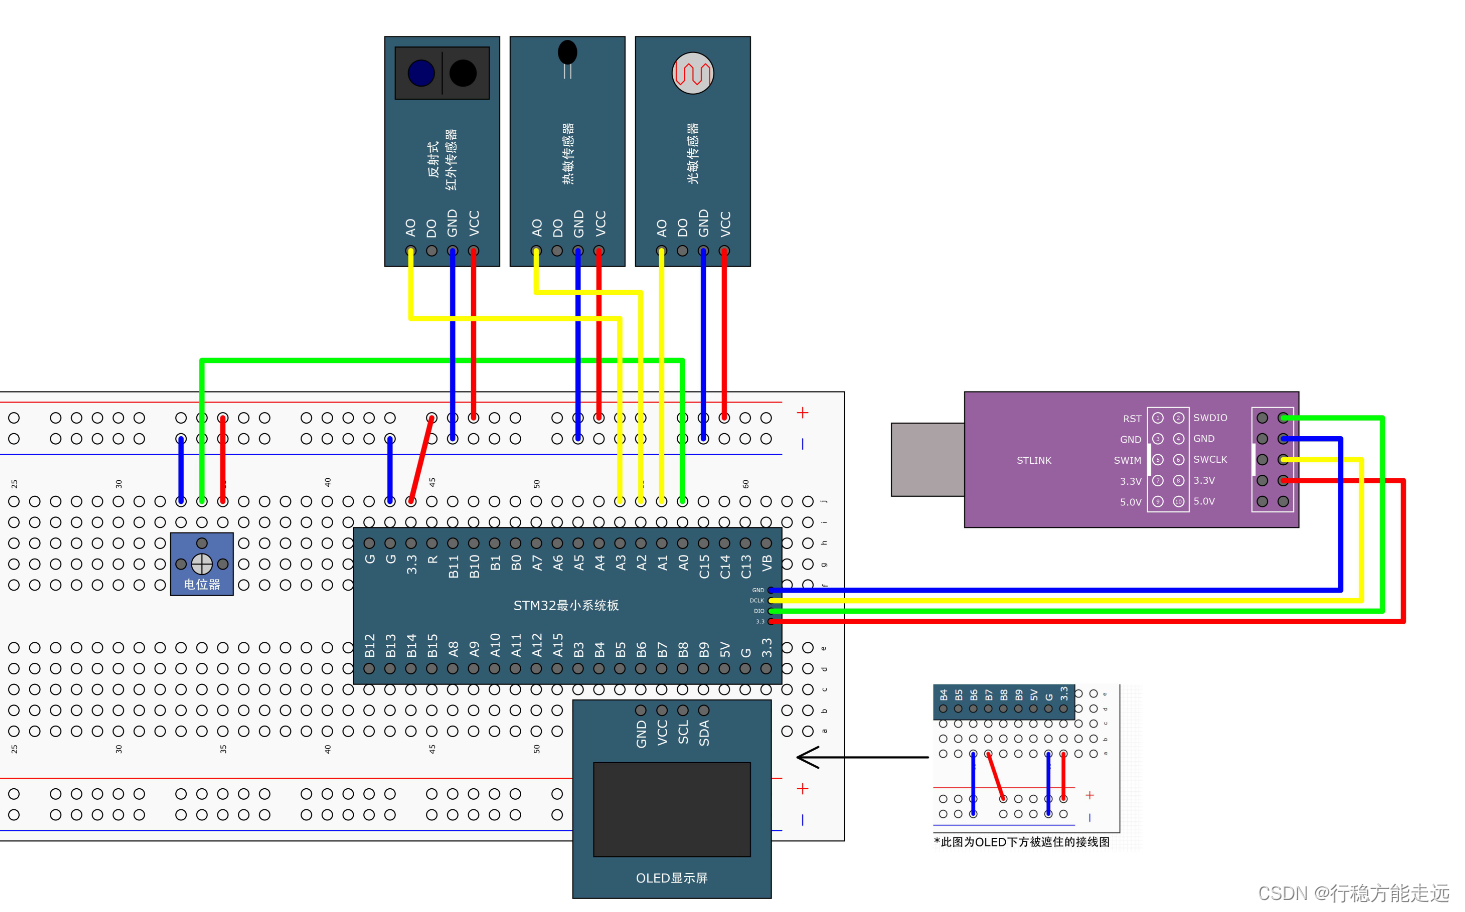 反射式
红外传感器
AO DO GND VCC
热敏传感器
AO DO GND VCC
光敏传感器
AO DO GND VCC
+
−
25 30 35 40 45 50 60
j
i
h
g
f
电位器
G G 3.3 R B11 B10 B1 B0 A7 A6 A5 A4 A3 A2 A1 A0 C15 C14 C13 VB
STM32最小系统板
GND
DCLK
DIO
3.3
B12 B13 B14 B15 A8 A9 A10 A11 A12 A15 B3 B4 B5 B6 B7 B8 B9 5V G 3.3
e
d
c
b
a
25 30 35 40 45 50
GND VCC SCL SDA
OLED显示屏
+
−
STLINK
RST 1 2 SWDIO
GND 3 4 GND
SWIM 5 6 SWCLK
3.3V 7 8 3.3V
5.0V 9 10 5.0V
B4 B5 B6 B7 B8 B9 5V G 3.3
e
d
c
b
a
+
−
*此图为OLED下方被遮住的接线图
CSDN @行稳方能走远